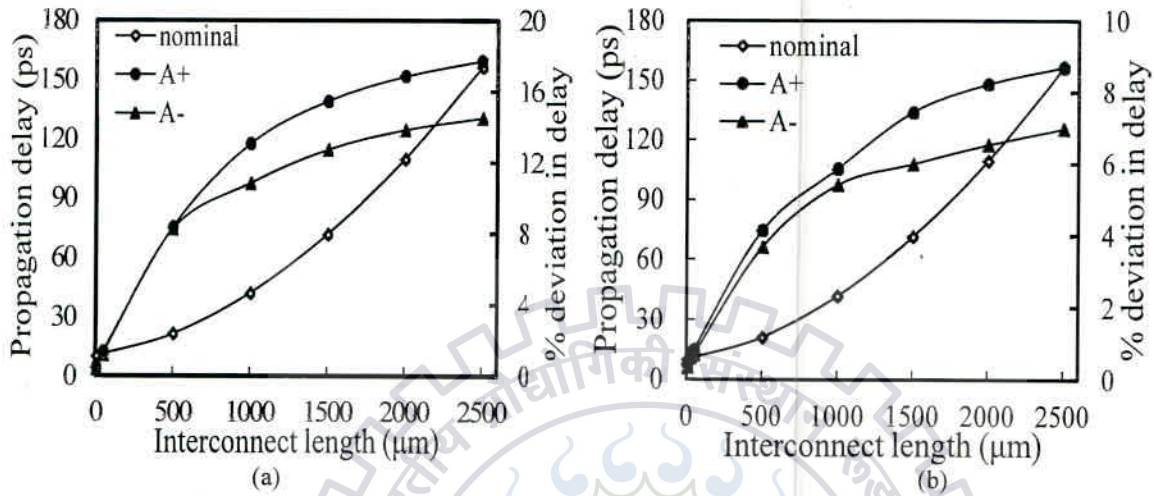 180
150
120
90
60
30
0
Propagation delay (ps)
nominal
A+
A-
20
16
12
8
4
0
% deviation in delay
0 500 1000 1500 2000 2500
Interconnect length (μm)
(a)
180
150
120
90
60
30
0
Propagation delay (ps)
nominal
A+
A-
10
8
6
4
2
0
% deviation in delay
0 500 1000 1500 2000 2500
Interconnect length (μm)
(b)